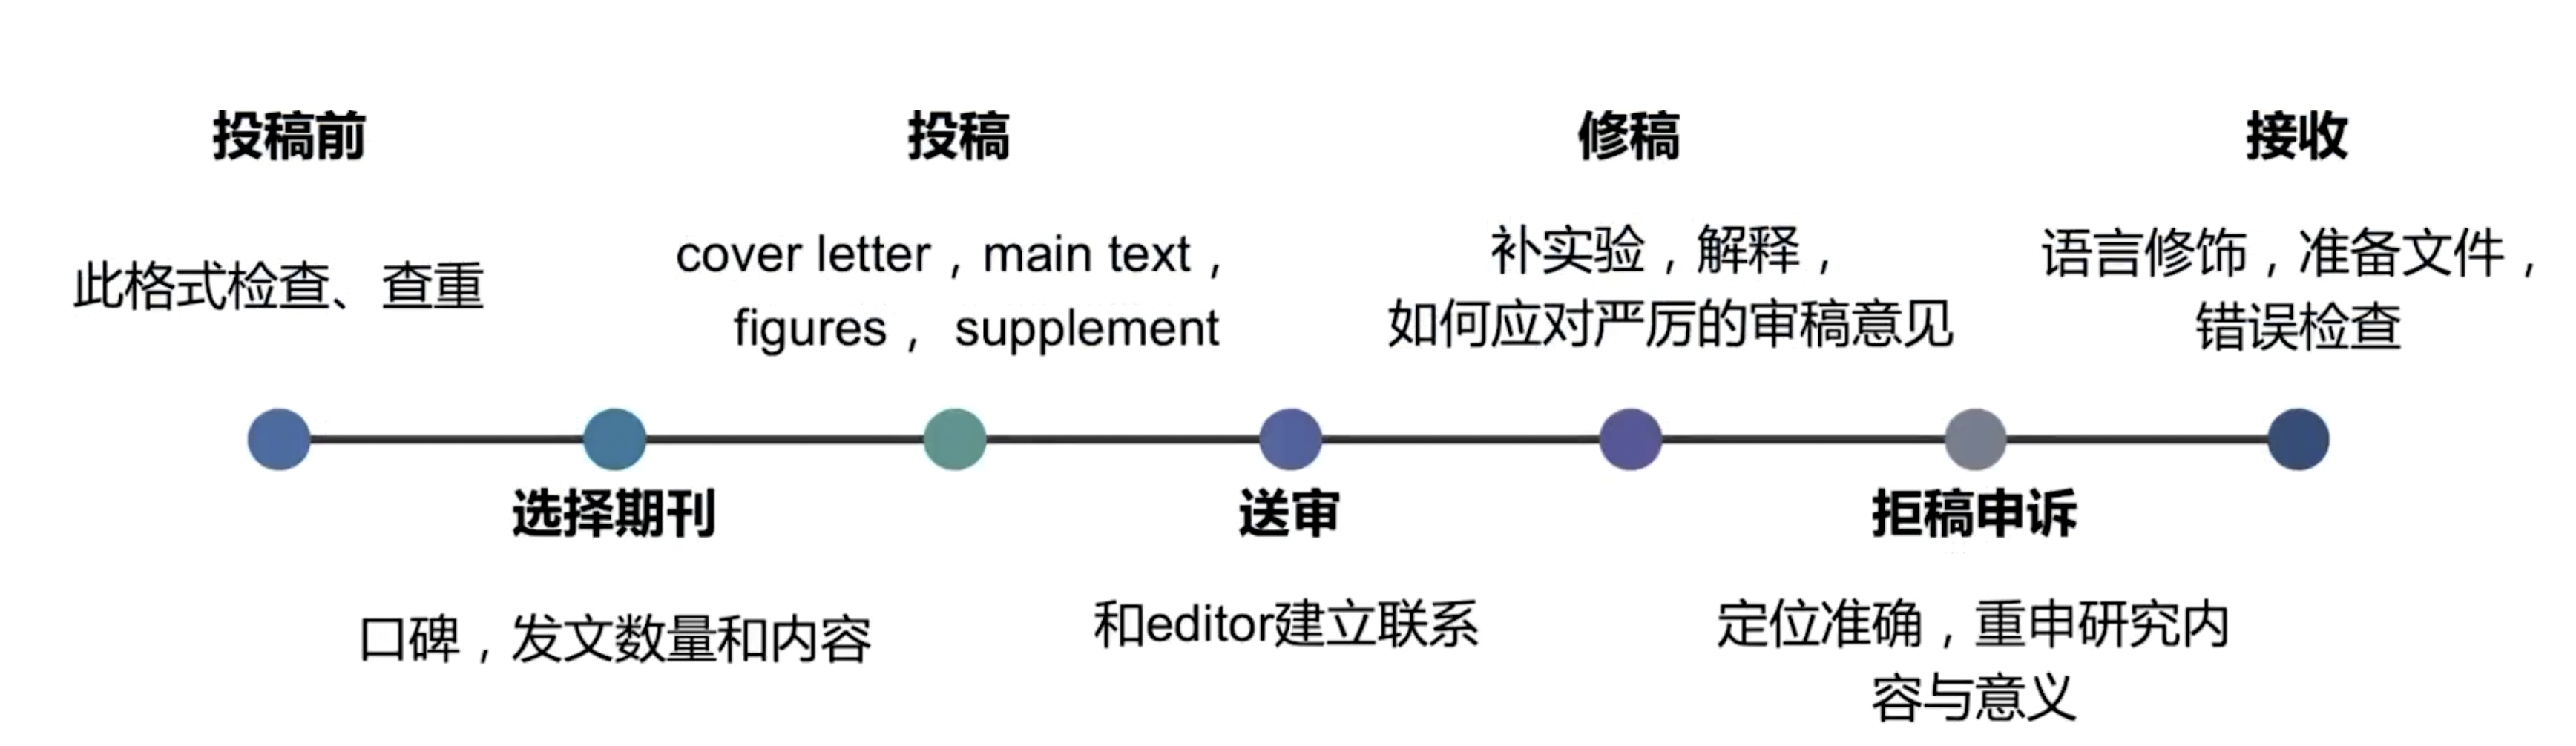 投稿前
此格式检查、查重
选择期刊
口碑，发文数量和内容
投稿
cover letter，main text，
figures， supplement
送审
和editor建立联系
修稿
补实验，解释，
如何应对严厉的审稿意见
拒稿申诉
定位准确，重申研究内
容与意义
接收
语言修饰，准备文件，
错误检查